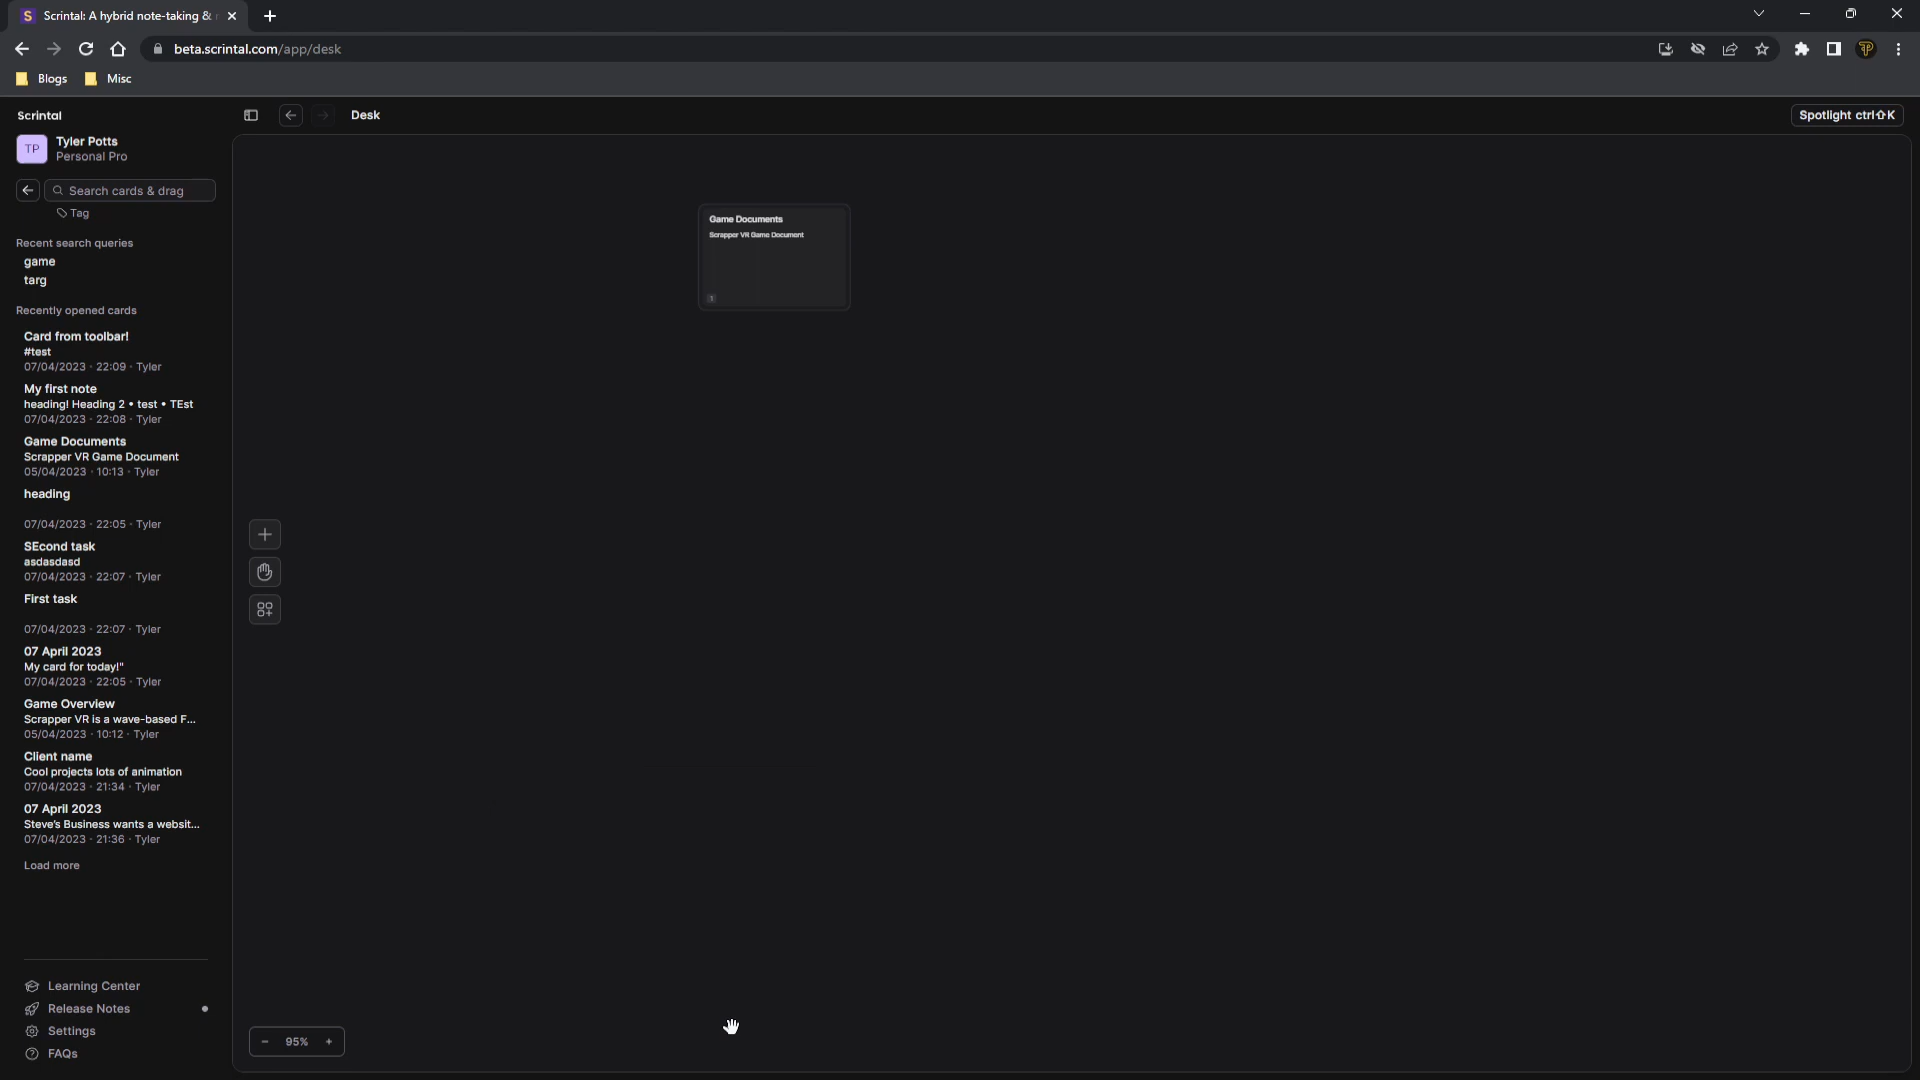 Scrintal: A hybrid note-taking &
beta.scrintal.com/app/desk
Blogs
Misc
Scrintal
Desk
Spotlight ctrl⇧K
TP
Tyler Potts
Personal Pro
Search cards & drag
Tag
Recent search queries
game
targ
Recently opened cards
Card from toolbar!
#test
07/04/2023 · 22:09 · Tyler
My first note
heading! Heading 2 • test • TEst
07/04/2023 · 22:08 · Tyler
Game Documents
Scrapper VR Game Document
05/04/2023 · 10:13 · Tyler
heading
07/04/2023 · 22:05 · Tyler
SEcond task
asdasdasd
07/04/2023 · 22:07 · Tyler
First task
07/04/2023 · 22:07 · Tyler
07 April 2023
My card for today!"
07/04/2023 · 22:05 · Tyler
Game Overview
Scrapper VR is a wave-based F...
05/04/2023 · 10:12 · Tyler
Client name
Cool projects lots of animation
07/04/2023 · 21:34 · Tyler
07 April 2023
Steve's Business wants a websit...
07/04/2023 · 21:36 · Tyler
Load more
Learning Center
Release Notes
Settings
FAQs
Game Documents
Scrapper VR Game Document
1
95%